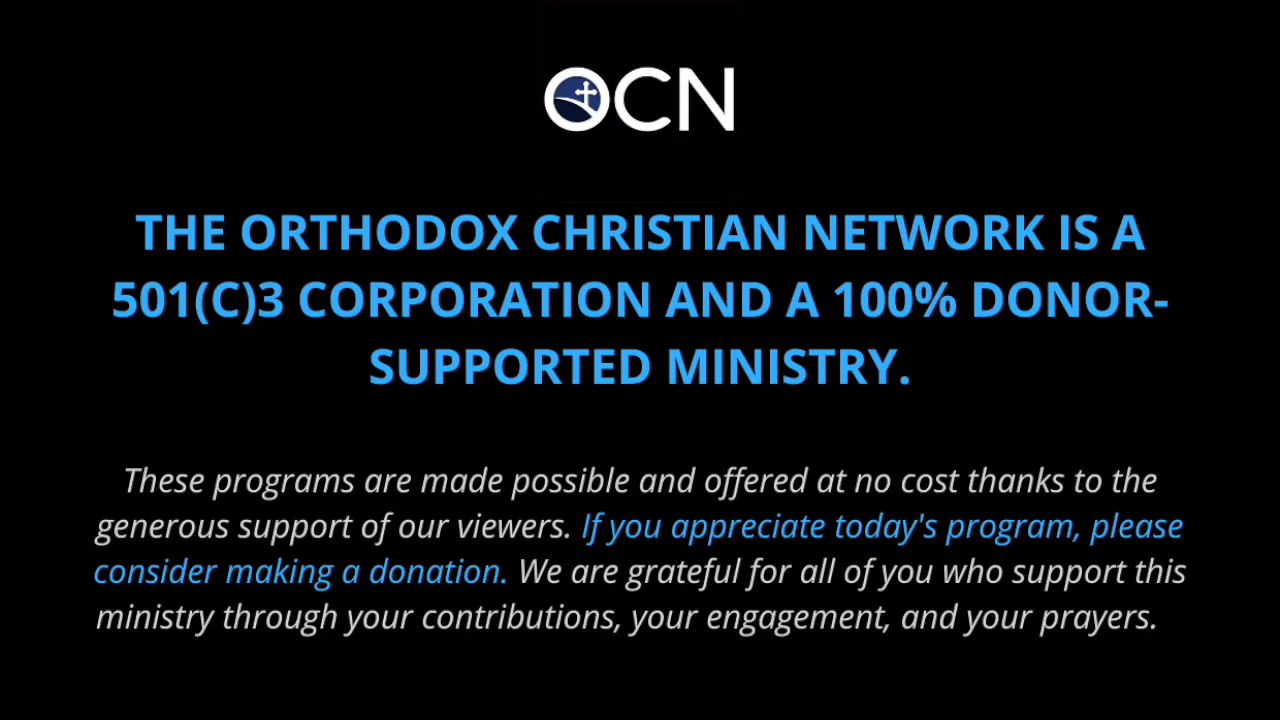 OCN
THE ORTHODOX CHRISTIAN NETWORK IS A
501(C)3 CORPORATION AND A 100% DONOR-
SUPPORTED MINISTRY.
These programs are made possible and offered at no cost thanks to the
generous support of our viewers. If you appreciate today's program, please
consider making a donation. We are grateful for all of you who support this
ministry through your contributions, your engagement, and your prayers.